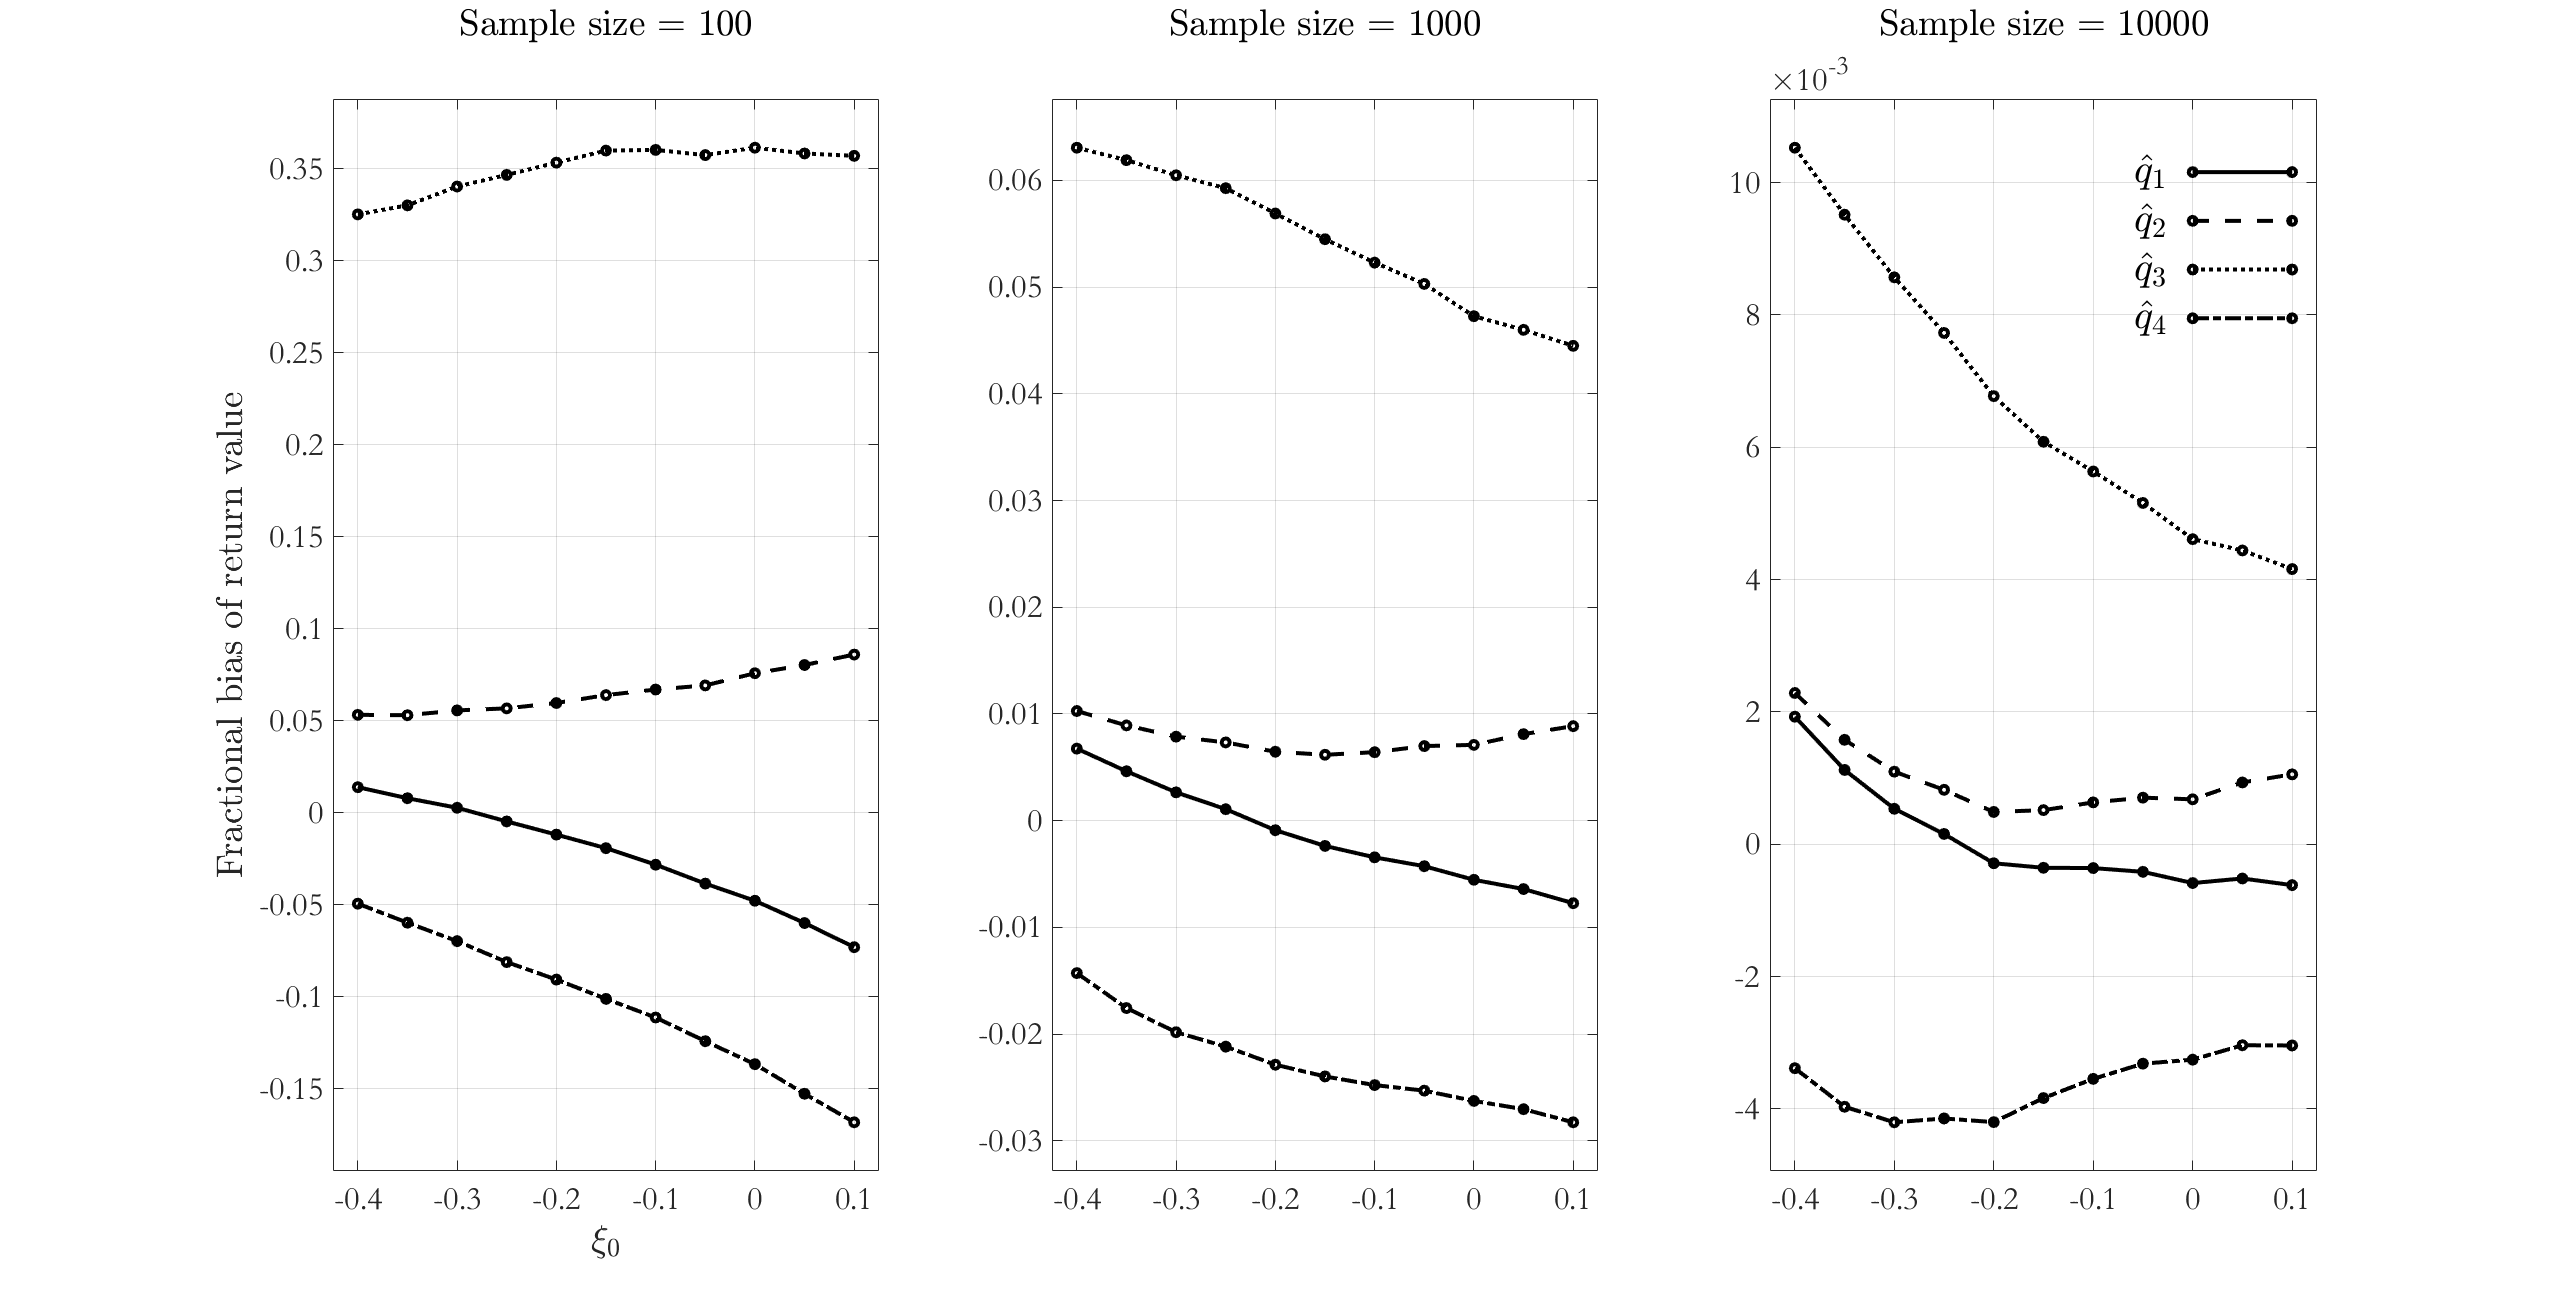 Sample size = 100
Sample size = 1000
Sample size = 10000
×10⁻³
Fractional bias of return value
0.35
0.3
0.25
0.2
0.15
0.1
0.05
0
-0.05
-0.1
-0.15
-0.4 -0.3 -0.2 -0.1 0 0.1
ξ₀
0.06
0.05
0.04
0.03
0.02
0.01
0
-0.01
-0.02
-0.03
-0.4 -0.3 -0.2 -0.1 0 0.1
10
8
6
4
2
0
-2
-4
-0.4 -0.3 -0.2 -0.1 0 0.1
q̂₁
q̂₂
q̂₃
q̂₄